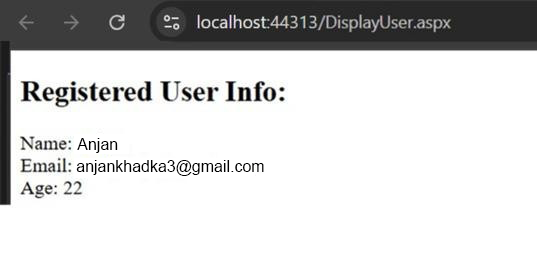 localhost:44313/DisplayUser.aspx
Registered User Info:
Name: Anjan
Email: anjankhadka3@gmail.com
Age: 22